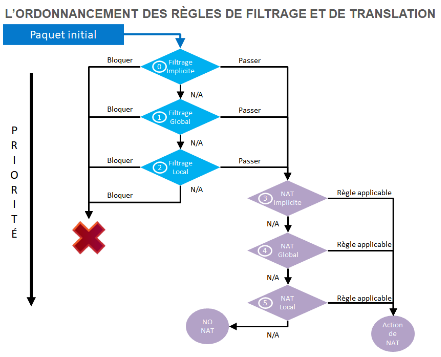 L'ORDONNANCEMENT DES RÈGLES DE FILTRAGE ET DE TRANSLATION
Paquet initial
Bloquer
0
Filtrage
Implicite
Passer
N/A
Bloquer
1
Filtrage
Global
Passer
N/A
Bloquer
2
Filtrage
Local
Passer
N/A
Bloquer
PRIORITÉ
3
NAT
Implicite
Règle applicable
N/A
4
NAT
Global
Règle applicable
N/A
5
NAT
Local
Règle applicable
N/A
NO
NAT
Action
de
NAT